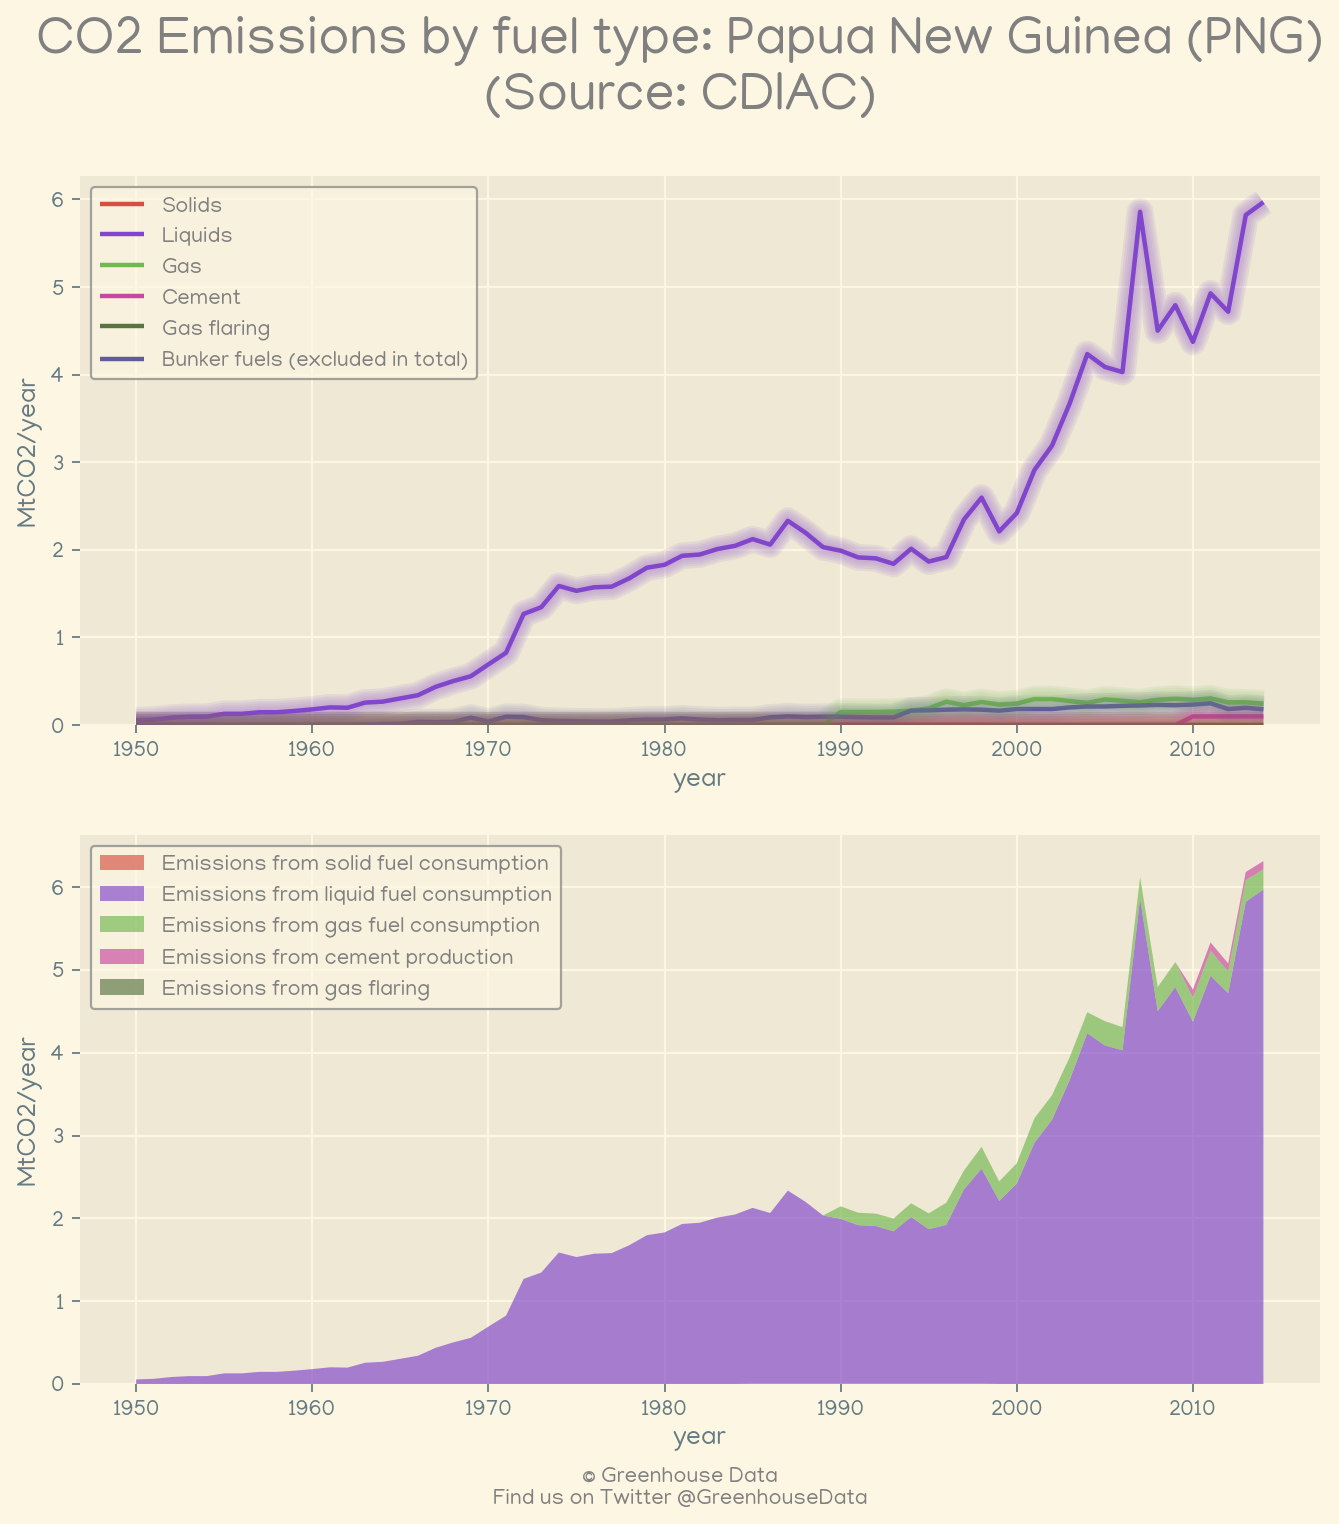 CO2 Emissions by fuel type: Papua New Guinea (PNG)
(Source: CDIAC)
Solids
Liquids
Gas
Cement
Gas flaring
Bunker fuels (excluded in total)
MtCO2/year
6
5
4
3
2
1
0
1950 1960 1970 1980 1990 2000 2010
year
Emissions from solid fuel consumption
Emissions from liquid fuel consumption
Emissions from gas fuel consumption
Emissions from cement production
Emissions from gas flaring
MtCO2/year
6
5
4
3
2
1
0
1950 1960 1970 1980 1990 2000 2010
year
© Greenhouse Data
Find us on Twitter @GreenhouseData